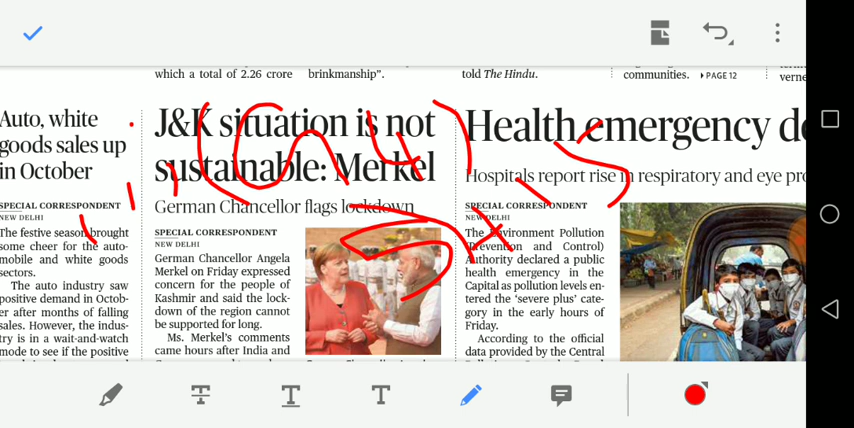 which a total of 2.26 crore
brinkmanship”.
told The Hindu.
communities. ▸ PAGE 12
Auto, white
goods sales up
in October
SPECIAL CORRESPONDENT
NEW DELHI
The festive season brought
some cheer for the auto-
mobile and white goods
sectors.
The auto industry saw
positive demand in Octob-
er after months of falling
sales. However, the indus-
try is in a wait-and-watch
mode to see if the positive
J&K situation is not
sustainable: Merkel
German Chancellor flags lockdown
SPECIAL CORRESPONDENT
NEW DELHI
German Chancellor Angela
Merkel on Friday expressed
concern for the people of
Kashmir and said the lock-
down of the region cannot
be supported for long.
Ms. Merkel’s comments
came hours after India and
Health emergency de
Hospitals report rise in respiratory and eye pro
SPECIAL CORRESPONDENT
NEW DELHI
The Environment Pollution
(Prevention and Control)
Authority declared a public
health emergency in the
Capital as pollution levels en-
tered the ‘severe plus’ cate-
gory in the early hours of
Friday.
According to the official
data provided by the Central